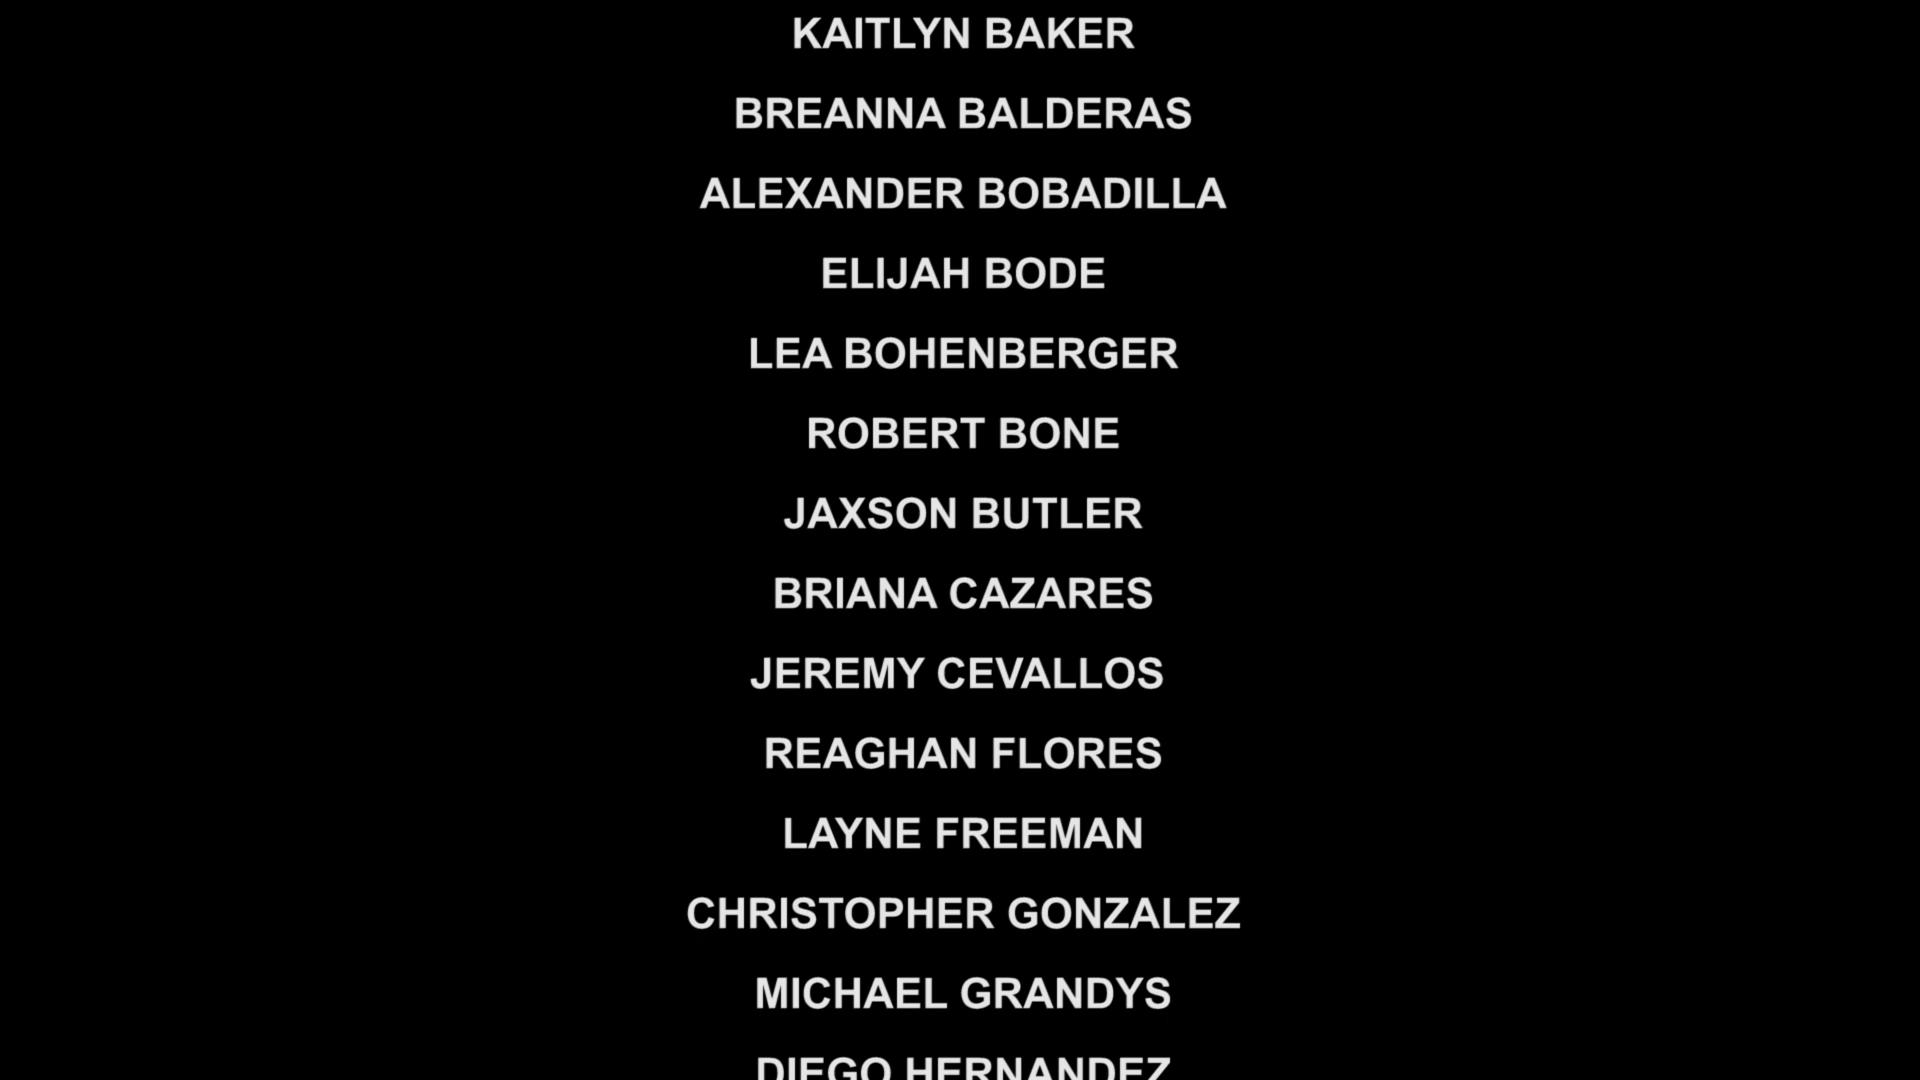 KAITLYN BAKER
BREANNA BALDERAS
ALEXANDER BOBADILLA
ELIJAH BODE
LEA BOHENBERGER
ROBERT BONE
JAXSON BUTLER
BRIANA CAZARES
JEREMY CEVALLOS
REAGHAN FLORES
LAYNE FREEMAN
CHRISTOPHER GONZALEZ
MICHAEL GRANDYS
DIEGO HERNANDEZ